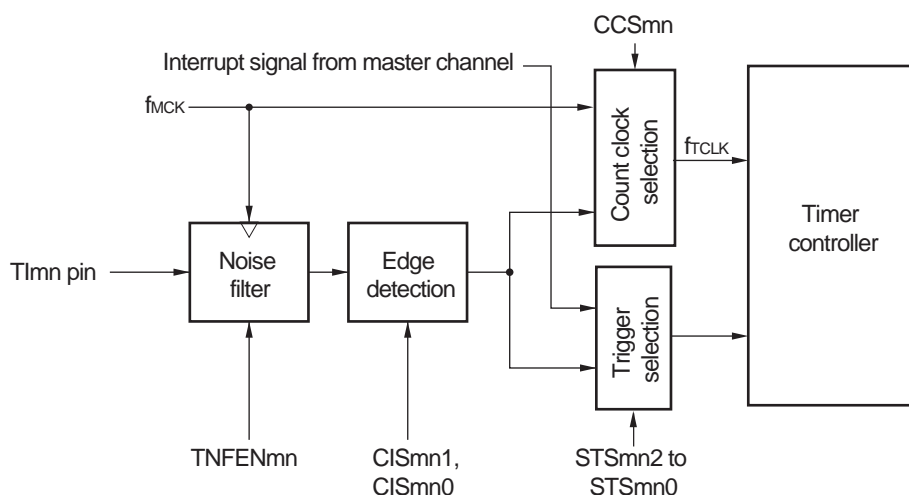 CCSmn
Interrupt signal from master channel
fMCK
Count clock
selection
fTCLK
Timer
controller
TImn pin
Noise
filter
Edge
detection
Trigger
selection
TNFENmn
CISmn1,
CISmn0
STSmn2 to
STSmn0